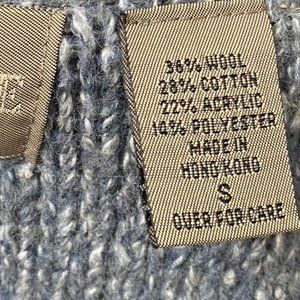 E
36% WOOL
28% COTTON
22% ACRYLIC
14% POLYESTER
MADE IN
HONG KONG
S
OVER FOR CARE